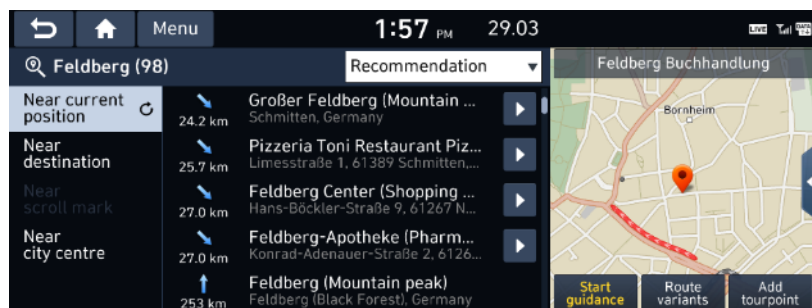 Menu
1:57 PM
29.03
LIVE
DATA
Feldberg (98)
Recommendation
Feldberg Buchhandlung
Near current
position
Near
destination
Near
scroll mark
Near
city centre
24.2 km
Großer Feldberg (Mountain ...
Schmitten, Germany
25.7 km
Pizzeria Toni Restaurant Piz...
Limesstraße 1, 61389 Schmitten,...
27.0 km
Feldberg Center (Shopping ...
Hans-Böckler-Straße 9, 61267 N...
27.0 km
Feldberg-Apotheke (Pharm...
Konrad-Adenauer-Straße 2, 6126...
253 km
Feldberg (Mountain peak)
Feldberg (Black Forest), Germany
Bornheim
Start
guidance
Route
variants
Add
tourpoint